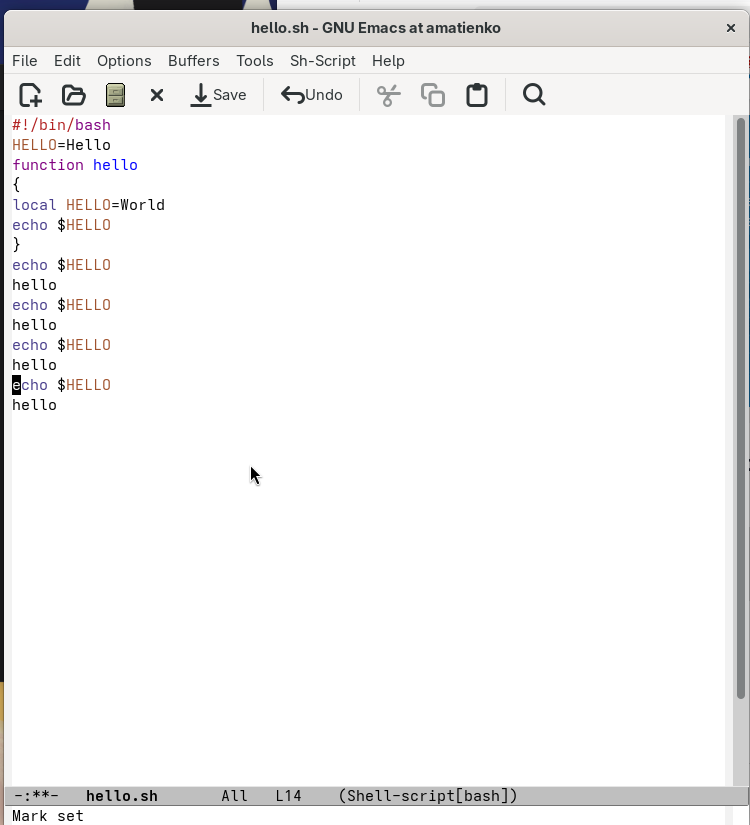 hello.sh - GNU Emacs at amatienko
File Edit Options Buffers Tools Sh-Script Help
Save Undo
#!/bin/bash
HELLO=Hello
function hello
{
local HELLO=World
echo $HELLO
}
echo $HELLO
hello
echo $HELLO
hello
echo $HELLO
hello
echo $HELLO
hello
-:**- hello.sh All L14 (Shell-script[bash])
Mark set